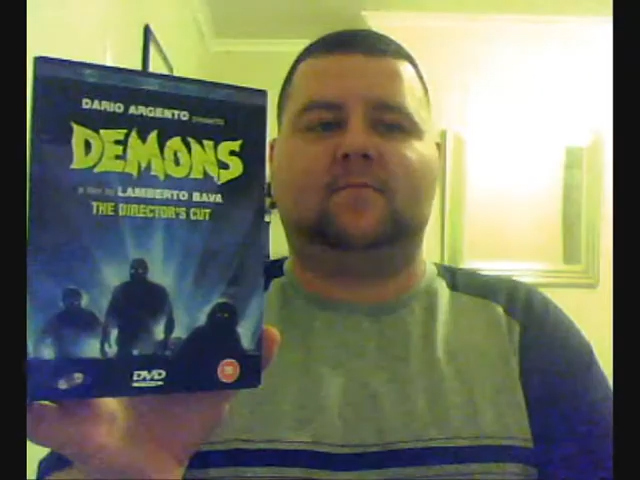 DARIO ARGENTO PRESENTS
DEMONS
a film by LAMBERTO BAVA
THE DIRECTOR'S CUT
DVD
18